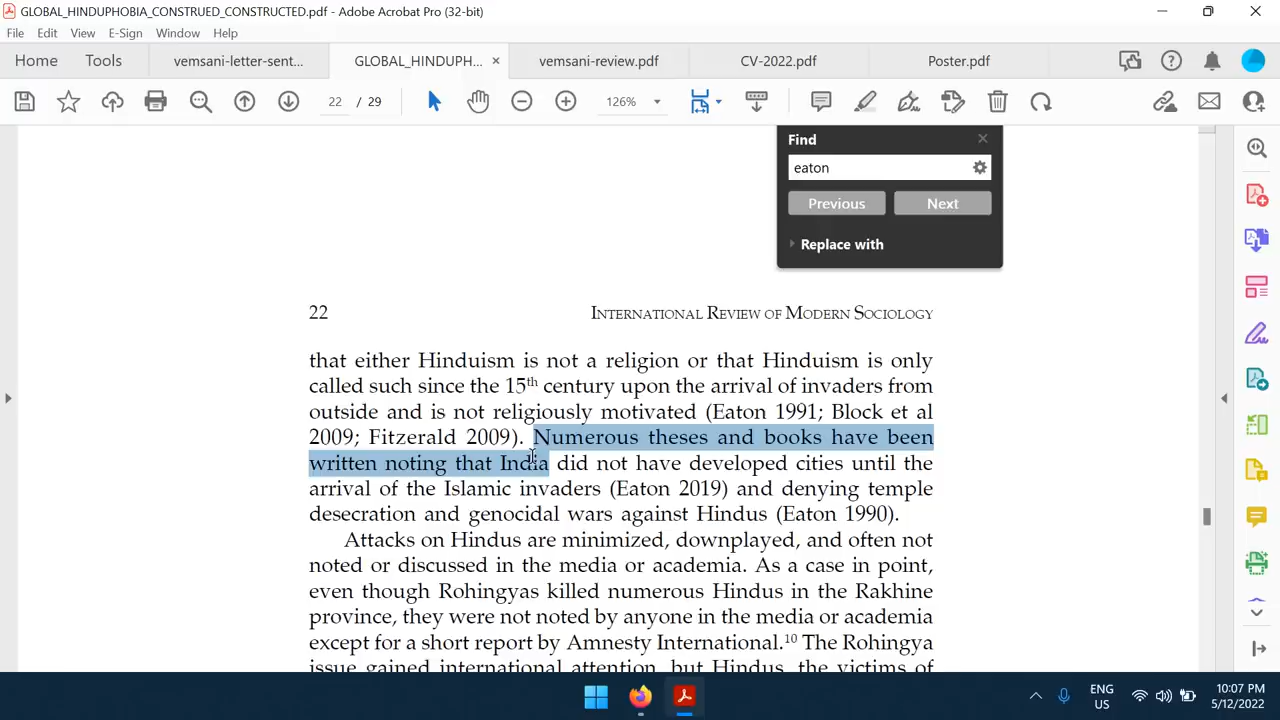 GLOBAL_HINDUPHOBIA_CONSTRUED_CONSTRUCTED.pdf - Adobe Acrobat Pro (32-bit)
File Edit View E-Sign Window Help
Home Tools vemsani-letter-sent... GLOBAL_HINDUPH... × vemsani-review.pdf CV-2022.pdf Poster.pdf
22 / 29 126%
Find
eaton
Previous Next
Replace with
22 INTERNATIONAL REVIEW OF MODERN SOCIOLOGY
that either Hinduism is not a religion or that Hinduism is only
called such since the 15th century upon the arrival of invaders from
outside and is not religiously motivated (Eaton 1991; Block et al
2009; Fitzerald 2009). Numerous theses and books have been
written noting that India did not have developed cities until the
arrival of the Islamic invaders (Eaton 2019) and denying temple
desecration and genocidal wars against Hindus (Eaton 1990).
Attacks on Hindus are minimized, downplayed, and often not
noted or discussed in the media or academia. As a case in point,
even though Rohingyas killed numerous Hindus in the Rakhine
province, they were not noted by anyone in the media or academia
except for a short report by Amnesty International.10 The Rohingya
issue gained international attention, but Hindus, the victims of
ENG
US
10:07 PM
5/12/2022